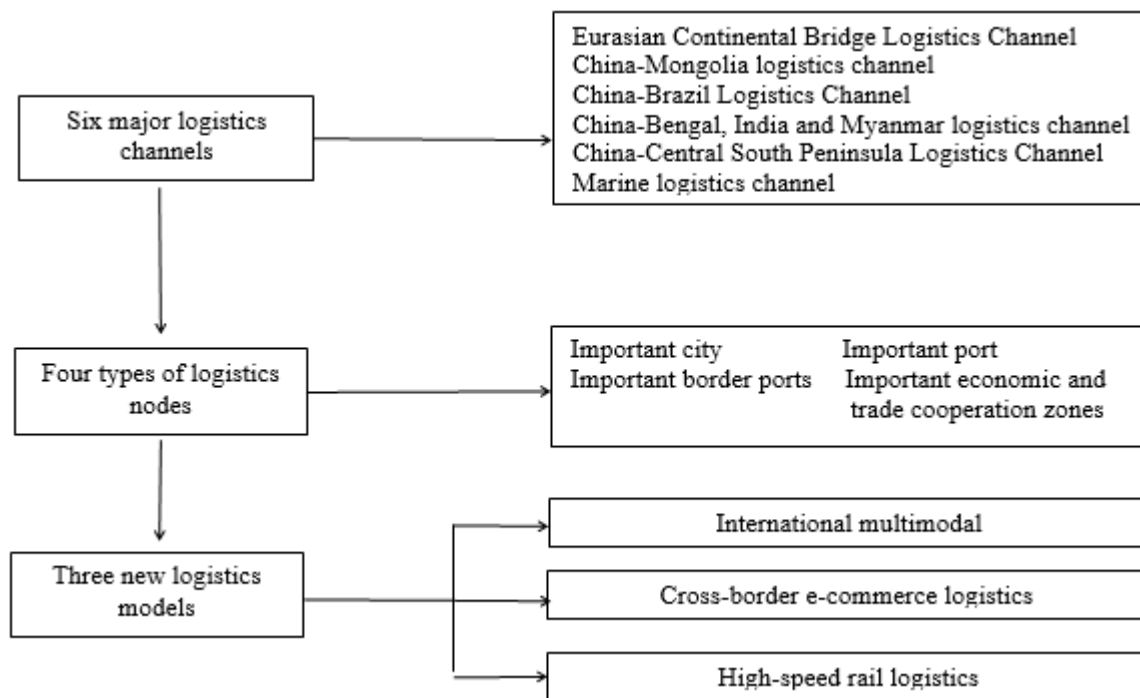 Six major logistics
channels
Eurasian Continental Bridge Logistics Channel
China-Mongolia logistics channel
China-Brazil Logistics Channel
China-Bengal, India and Myanmar logistics channel
China-Central South Peninsula Logistics Channel
Marine logistics channel
Four types of logistics
nodes
Important city
Important port
Important border ports
Important economic and
trade cooperation zones
Three new logistics
models
International multimodal
Cross-border e-commerce logistics
High-speed rail logistics